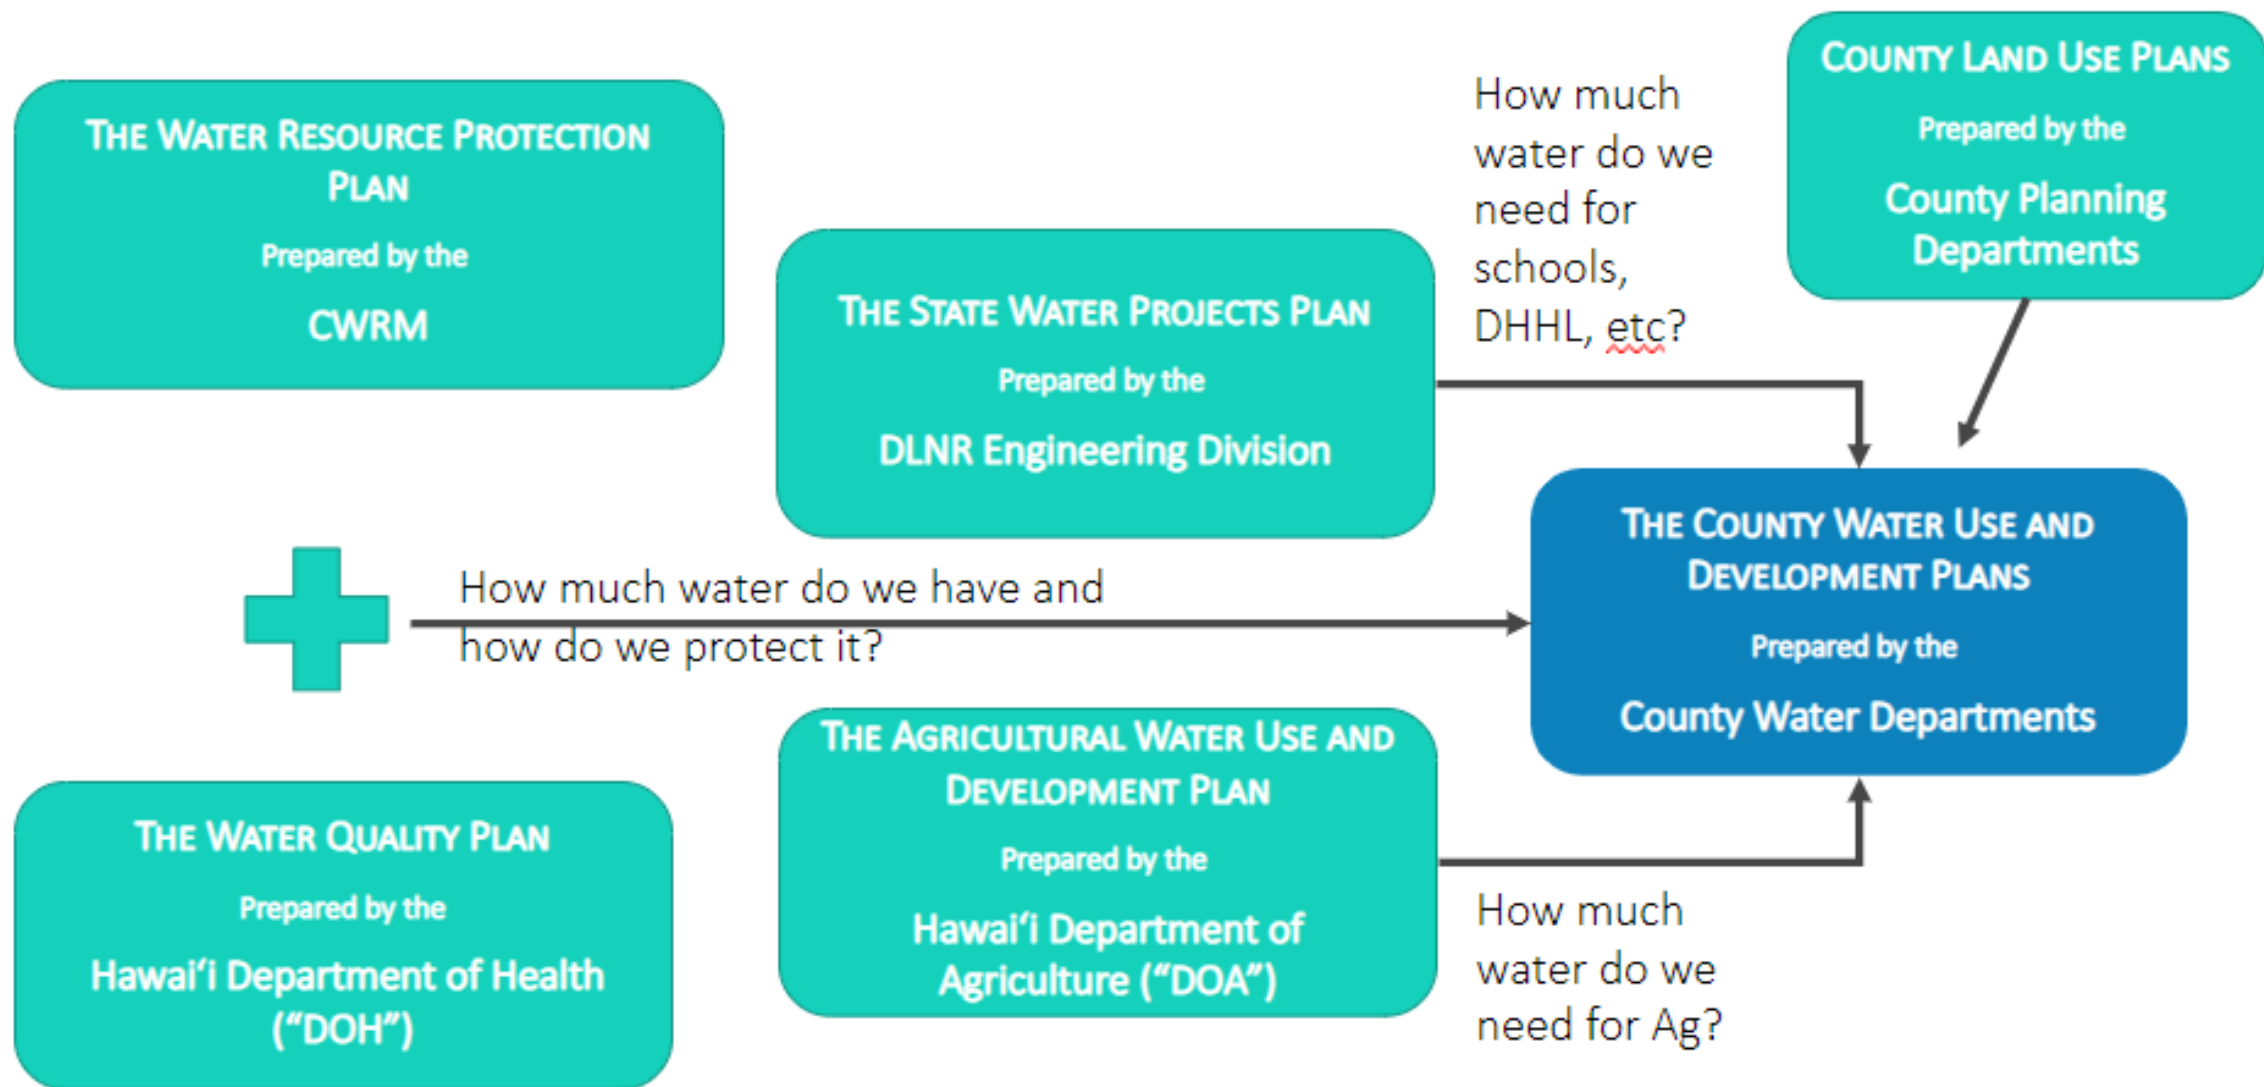 THE WATER RESOURCE PROTECTION
PLAN
Prepared by the
CWRM
THE STATE WATER PROJECTS PLAN
Prepared by the
DLNR Engineering Division
How much
water do we
need for
schools,
DHHL, etc?
COUNTY LAND USE PLANS
Prepared by the
County Planning
Departments
How much water do we have and
how do we protect it?
THE COUNTY WATER USE AND
DEVELOPMENT PLANS
Prepared by the
County Water Departments
THE WATER QUALITY PLAN
Prepared by the
Hawaiʻi Department of Health
(“DOH”)
THE AGRICULTURAL WATER USE AND
DEVELOPMENT PLAN
Prepared by the
Hawaiʻi Department of
Agriculture (“DOA”)
How much
water do we
need for Ag?